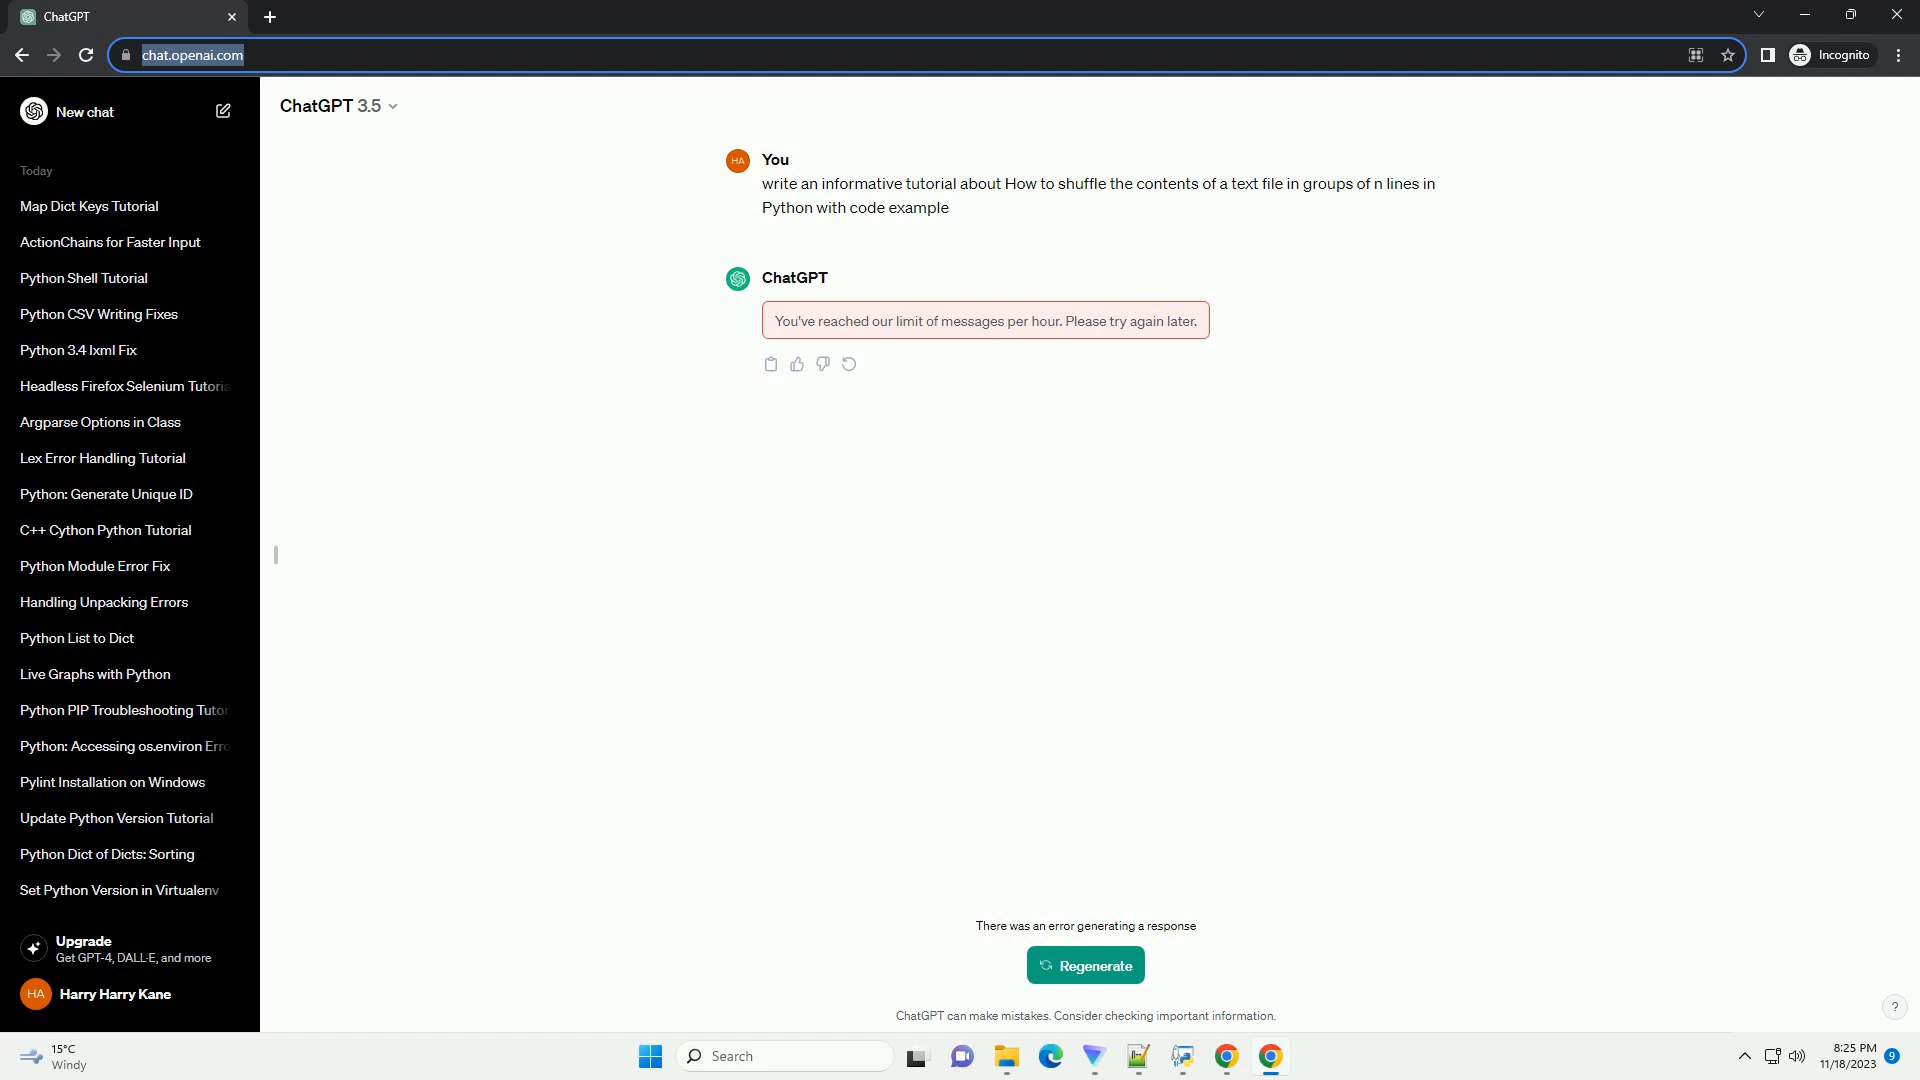 ChatGPT
chat.openai.com
Incognito
New chat
Today
Map Dict Keys Tutorial
ActionChains for Faster Input
Python Shell Tutorial
Python CSV Writing Fixes
Python 3.4 lxml Fix
Headless Firefox Selenium Tutoria
Argparse Options in Class
Lex Error Handling Tutorial
Python: Generate Unique ID
C++ Cython Python Tutorial
Python Module Error Fix
Handling Unpacking Errors
Python List to Dict
Live Graphs with Python
Python PIP Troubleshooting Tutor
Python: Accessing os.environ Erro
Pylint Installation on Windows
Update Python Version Tutorial
Python Dict of Dicts: Sorting
Set Python Version in Virtualenv
Upgrade
Get GPT-4, DALL·E, and more
HA Harry Harry Kane
ChatGPT 3.5
HA You
write an informative tutorial about How to shuffle the contents of a text file in groups of n lines in
Python with code example
ChatGPT
You've reached our limit of messages per hour. Please try again later.
There was an error generating a response
Regenerate
ChatGPT can make mistakes. Consider checking important information.
?
15°C
Windy
Search
8:25 PM
11/18/2023
9